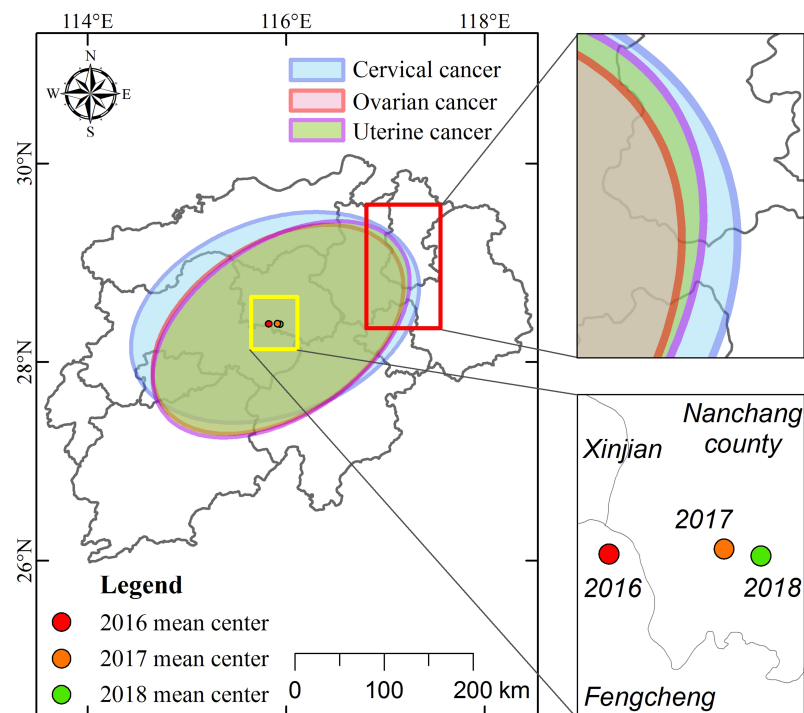 114°E 116°E 118°E
N
W E
S
Cervical cancer
Ovarian cancer
Uterine cancer
30°N
28°N
26°N
Nanchang
county
Xinjian
2017
2016
2018
Fengcheng
Legend
2016 mean center
2017 mean center
2018 mean center
0 100 200 km